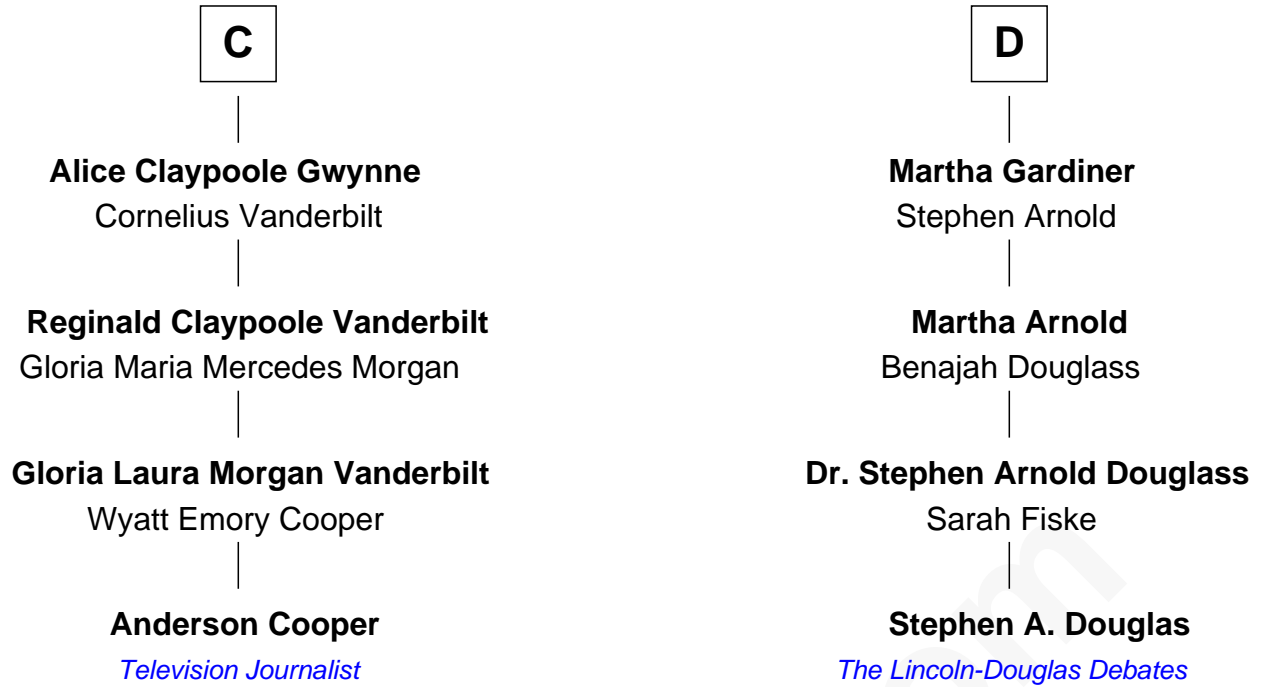 C
Alice Claypoole Gwynne
Cornelius Vanderbilt
Reginald Claypoole Vanderbilt
Gloria Maria Mercedes Morgan
Gloria Laura Morgan Vanderbilt
Wyatt Emory Cooper
Anderson Cooper
Television Journalist
D
Martha Gardiner
Stephen Arnold
Martha Arnold
Benajah Douglass
Dr. Stephen Arnold Douglass
Sarah Fiske
Stephen A. Douglas
The Lincoln-Douglas Debates